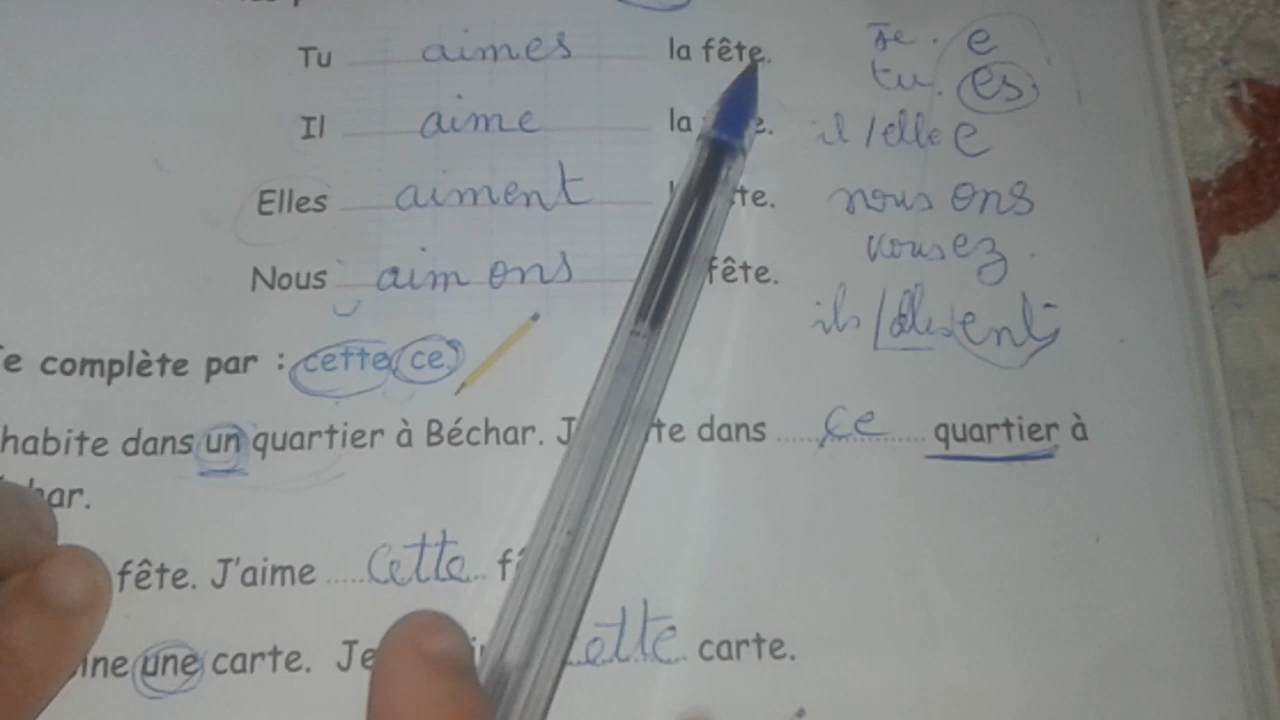 Tu aimes la fête. je. e
tu. es
Il aime la il/elle e
Elles aiment nous ons
vous ez.
Nous aim ons fête.
ils/elles ent
complète par : cette ce
habite dans un quartier à Béchar. dans ce quartier à
fête. J'aime cette
une carte. Je cette carte.